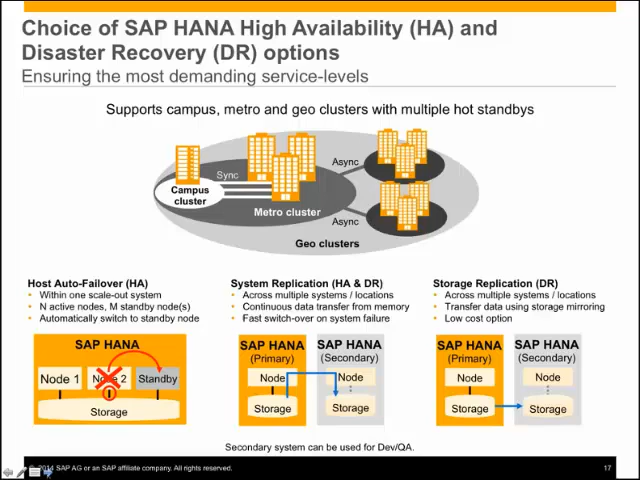 Choice of SAP HANA High Availability (HA) and
Disaster Recovery (DR) options
Ensuring the most demanding service-levels
Supports campus, metro and geo clusters with multiple hot standbys
Async
Sync
Campus
cluster
Metro cluster
Async
Geo clusters
Host Auto-Failover (HA)
▪ Within one scale-out system
▪ N active nodes, M standby node(s)
▪ Automatically switch to standby node
SAP HANA
Node 1
Node 2
Standby
Storage
System Replication (HA & DR)
▪ Across multiple systems / locations
▪ Continuous data transfer from memory
▪ Fast switch-over on system failure
SAP HANA
(Primary)
Node
Storage
SAP HANA
(Secondary)
Node
Storage
Storage Replication (DR)
▪ Across multiple systems / locations
▪ Transfer data using storage mirroring
▪ Low cost option
SAP HANA
(Primary)
Node
Storage
SAP HANA
(Secondary)
Node
Storage
Secondary system can be used for Dev/QA.
© 2014 SAP AG or an SAP affiliate company. All rights reserved.
17